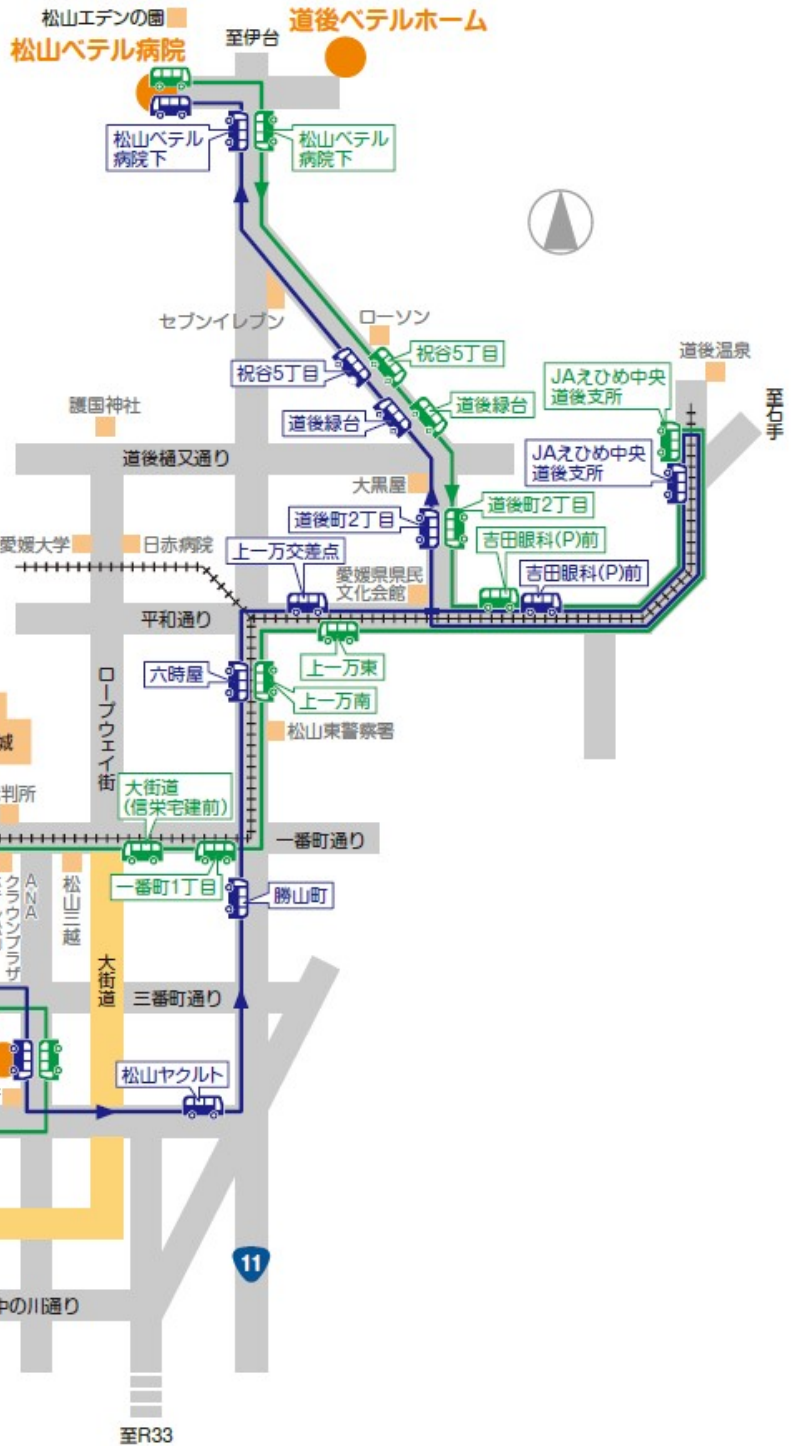 松山エデンの園
松山ベテル病院
至伊台
道後ベテルホーム
松山ベテル
病院下
松山ベテル
病院下
セブンイレブン
ローソン
祝谷5丁目
祝谷5丁目
道後温泉
JAえひめ中央
道後支所
至石手
道後緑台
道後緑台
護国神社
道後樋又通り
JAえひめ中央
道後支所
大黒屋
道後町2丁目
道後町2丁目
愛媛大学
日赤病院
上一万交差点
吉田眼科(P)前
愛媛県県民
文化会館
吉田眼科(P)前
平和通り
六時屋
上一万東
上一万南
ロープウェイ街
松山東警察署
城
判所
大街道
(信栄宅建前)
一番町通り
一番町1丁目
勝山町
ANA
クラウンプラザ
松山三越
大街道
三番町通り
松山ヤクルト
11
中の川通り
至R33